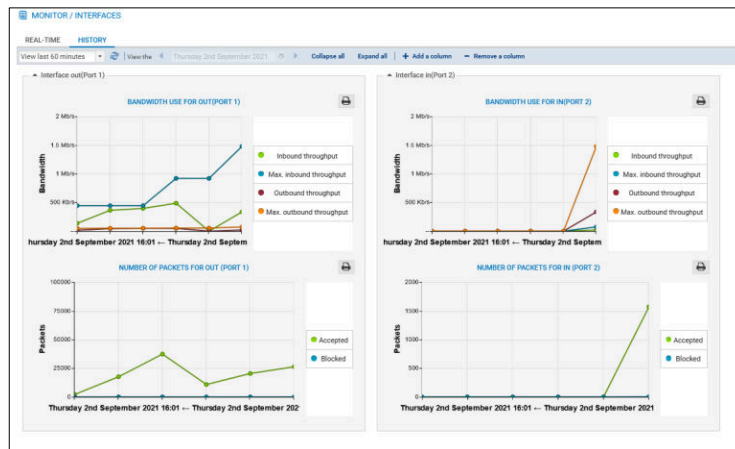 MONITOR / INTERFACES
REAL-TIME HISTORY
View last 60 minutes View the Thursday 2nd September 2021 Collapse all Expand all + Add a column − Remove a column
Interface out(Port 1)
BANDWIDTH USE FOR OUT(PORT 1)
2 Mb/s
1.0 Mb/s
1 Mb/s
500 Kb/s
Bandwidth
Inbound throughput
Max. inbound throughput
Outbound throughput
Max. outbound throughput
hursday 2nd September 2021 16:01 ← Thursday 2nd Septem
NUMBER OF PACKETS FOR OUT (PORT 1)
100000
75000
50000
25000
0
Packets
Accepted
Blocked
Thursday 2nd September 2021 16:01 ← Thursday 2nd September 202
Interface in(Port 2)
BANDWIDTH USE FOR IN(PORT 2)
2 Mb/s
1.0 Mb/s
1 Mb/s
500 Kb/s
Bandwidth
Inbound throughput
Max. inbound throughput
Outbound throughput
Max. outbound throughput
hursday 2nd September 2021 16:01 ← Thursday 2nd Septem
NUMBER OF PACKETS FOR IN (PORT 2)
2000
1500
1000
500
0
Packets
Accepted
Blocked
Thursday 2nd September 2021 16:01 ← Thursday 2nd September 2021